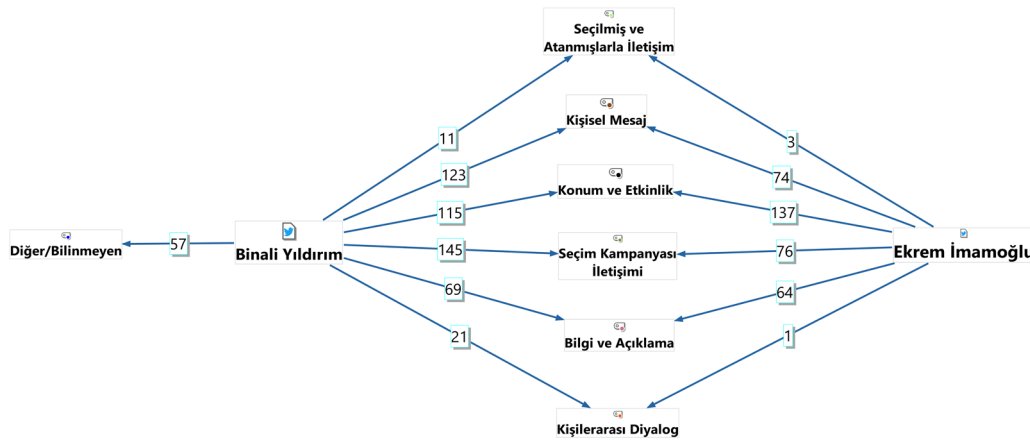 Seçilmiş ve
Atanmışlarla İletişim
11
3
Kişisel Mesaj
123
74
Konum ve Etkinlik
115
137
Diğer/Bilinmeyen
57
Binali Yıldırım
145
Seçim Kampanyası
İletişimi
76
Ekrem İmamoğlu
69
64
Bilgi ve Açıklama
21
1
Kişilerarası Diyalog